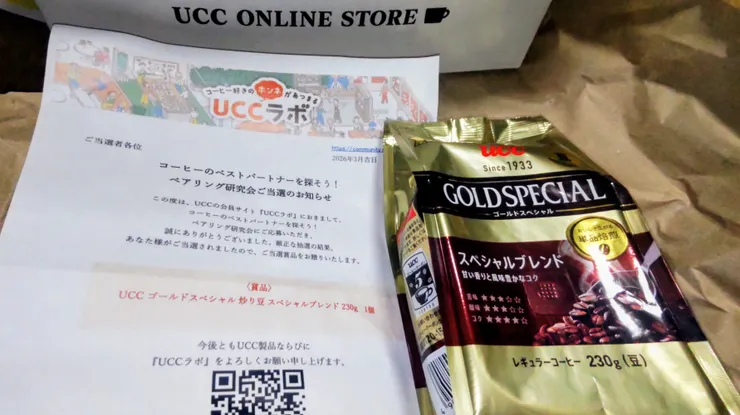 UCC ONLINE STORE
コーヒー好きのホンネがあつまる
UCCラボ
ご当選者各位
2026年3月吉日
コーヒーのベストパートナーを探そう！
ペアリング研究会ご当選のお知らせ
この度は、UCCの会員サイト『UCCラボ』におきまして、
コーヒーのベストパートナーを探そう！
ペアリング研究会にご応募いただき、
誠にありがとうございました。厳正な抽選の結果、
あなた様がご当選されましたので、ご当選賞品をお贈りいたします。
〈賞品〉
UCC ゴールドスペシャル 炒り豆 スペシャルブレンド 230g 1個
今後ともUCC製品ならびに
『UCCラボ』をよろしくお願い申し上げます。
UCC
Since 1933
GOLD SPECIAL
ゴールドスペシャル
単品焙煎
スペシャルブレンド
甘い香りと風味豊かなコク
酸味 ★★★☆☆
コク ★★★★☆
レギュラーコーヒー 230g（豆）